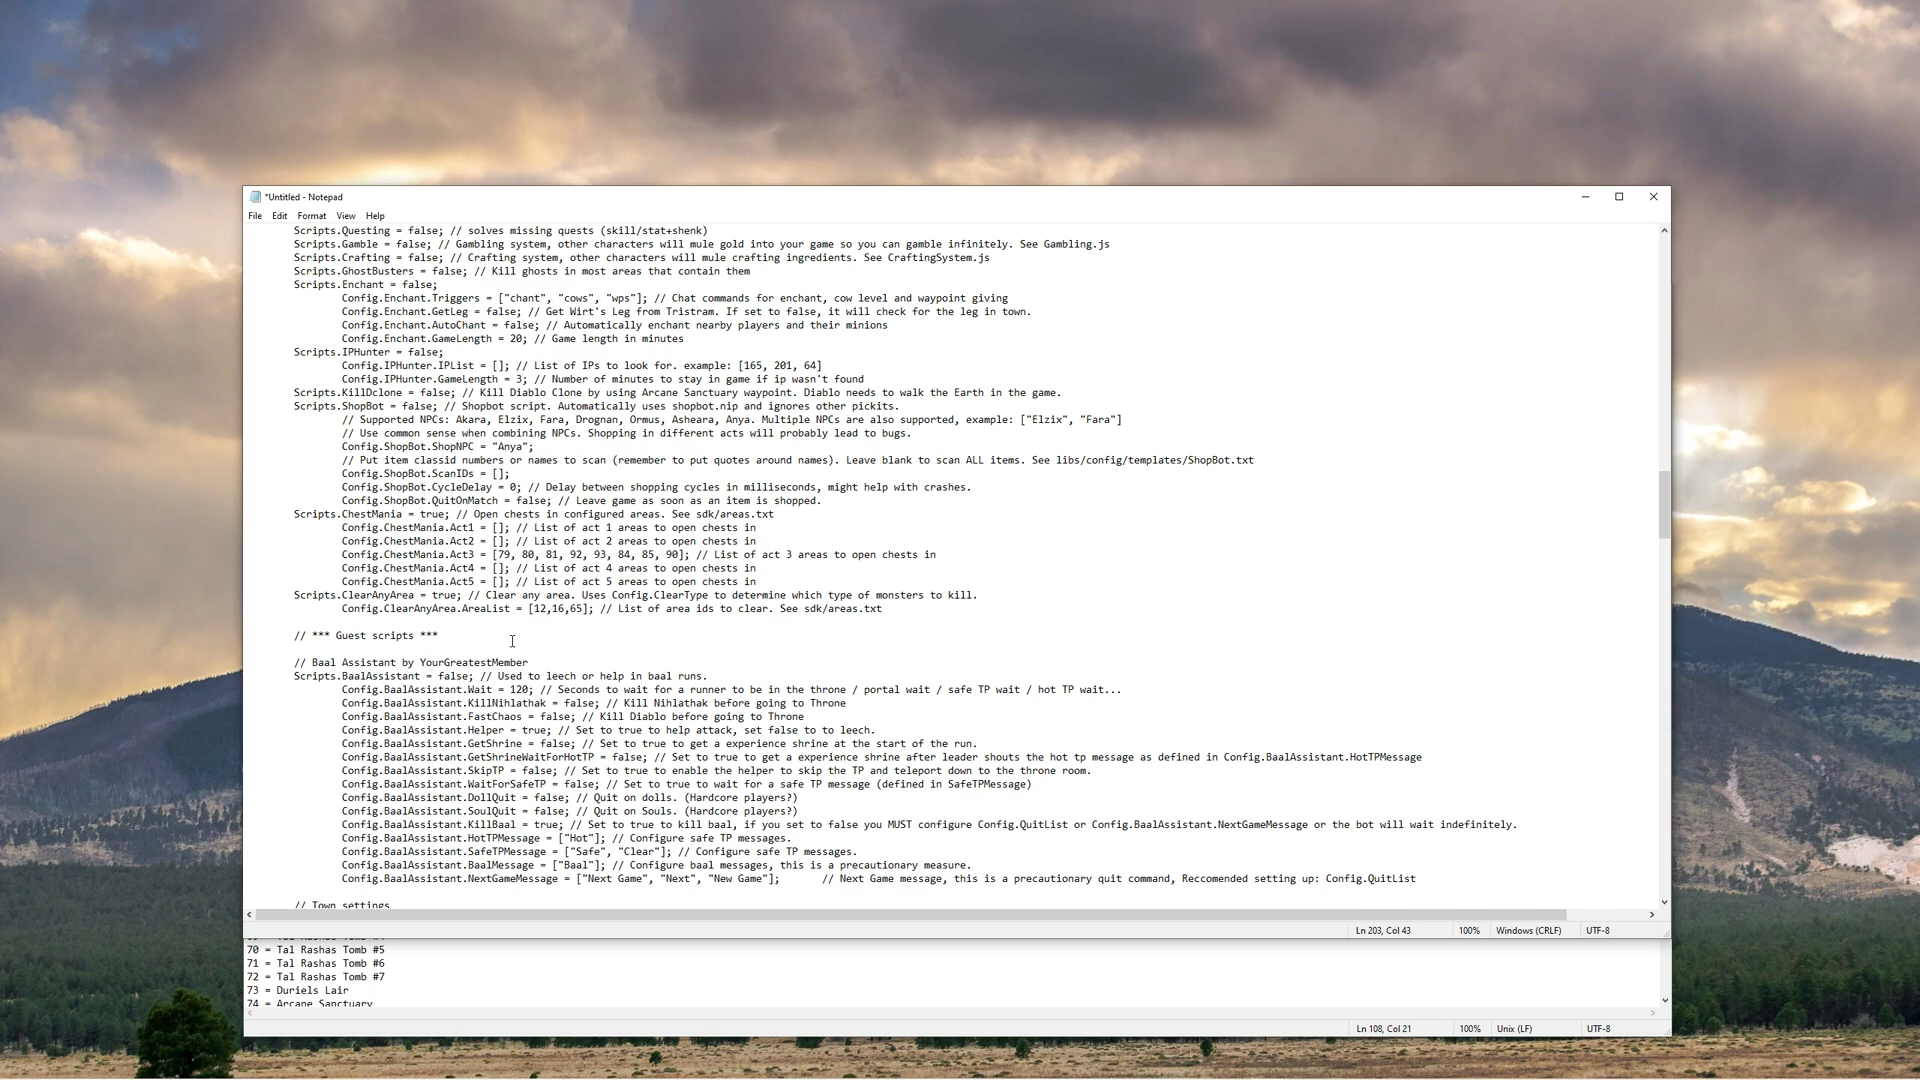 *Untitled - Notepad
File Edit Format View Help
Scripts.Questing = false; // solves missing quests (skill/stat+shenk)
Scripts.Gamble = false; // Gambling system, other characters will mule gold into your game so you can gamble infinitely. See Gambling.js
Scripts.Crafting = false; // Crafting system, other characters will mule crafting ingredients. See CraftingSystem.js
Scripts.GhostBusters = false; // Kill ghosts in most areas that contain them
Scripts.Enchant = false;
Config.Enchant.Triggers = ["chant", "cows", "wps"]; // Chat commands for enchant, cow level and waypoint giving
Config.Enchant.GetLeg = false; // Get Wirt's Leg from Tristram. If set to false, it will check for the leg in town.
Config.Enchant.AutoChant = false; // Automatically enchant nearby players and their minions
Config.Enchant.GameLength = 20; // Game length in minutes
Scripts.IPHunter = false;
Config.IPHunter.IPList = []; // List of IPs to look for. example: [165, 201, 64]
Config.IPHunter.GameLength = 3; // Number of minutes to stay in game if ip wasn't found
Scripts.KillDclone = false; // Kill Diablo Clone by using Arcane Sanctuary waypoint. Diablo needs to walk the Earth in the game.
Scripts.ShopBot = false; // Shopbot script. Automatically uses shopbot.nip and ignores other pickits.
// Supported NPCs: Akara, Elzix, Fara, Drognan, Ormus, Asheara, Anya. Multiple NPCs are also supported, example: ["Elzix", "Fara"]
// Use common sense when combining NPCs. Shopping in different acts will probably lead to bugs.
Config.ShopBot.ShopNPC = "Anya";
// Put item classid numbers or names to scan (remember to put quotes around names). Leave blank to scan ALL items. See libs/config/templates/ShopBot.txt
Config.ShopBot.ScanIDs = [];
Config.ShopBot.CycleDelay = 0; // Delay between shopping cycles in milliseconds, might help with crashes.
Config.ShopBot.QuitOnMatch = false; // Leave game as soon as an item is shopped.
Scripts.ChestMania = true; // Open chests in configured areas. See sdk/areas.txt
Config.ChestMania.Act1 = []; // List of act 1 areas to open chests in
Config.ChestMania.Act2 = []; // List of act 2 areas to open chests in
Config.ChestMania.Act3 = [79, 80, 81, 92, 93, 84, 85, 90]; // List of act 3 areas to open chests in
Config.ChestMania.Act4 = []; // List of act 4 areas to open chests in
Config.ChestMania.Act5 = []; // List of act 5 areas to open chests in
Scripts.ClearAnyArea = true; // Clear any area. Uses Config.ClearType to determine which type of monsters to kill.
Config.ClearAnyArea.AreaList = [12,16,65]; // List of area ids to clear. See sdk/areas.txt
// *** Guest scripts ***
// Baal Assistant by YourGreatestMember
Scripts.BaalAssistant = false; // Used to leech or help in baal runs.
Config.BaalAssistant.Wait = 120; // Seconds to wait for a runner to be in the throne / portal wait / safe TP wait / hot TP wait...
Config.BaalAssistant.KillNihlathak = false; // Kill Nihlathak before going to Throne
Config.BaalAssistant.FastChaos = false; // Kill Diablo before going to Throne
Config.BaalAssistant.Helper = true; // Set to true to help attack, set false to to leech.
Config.BaalAssistant.GetShrine = false; // Set to true to get a experience shrine at the start of the run.
Config.BaalAssistant.GetShrineWaitForHotTP = false; // Set to true to get a experience shrine after leader shouts the hot tp message as defined in Config.BaalAssistant.HotTPMessage
Config.BaalAssistant.SkipTP = false; // Set to true to enable the helper to skip the TP and teleport down to the throne room.
Config.BaalAssistant.WaitForSafeTP = false; // Set to true to wait for a safe TP message (defined in SafeTPMessage)
Config.BaalAssistant.DollQuit = false; // Quit on dolls. (Hardcore players?)
Config.BaalAssistant.SoulQuit = false; // Quit on Souls. (Hardcore players?)
Config.BaalAssistant.KillBaal = true; // Set to true to kill baal, if you set to false you MUST configure Config.QuitList or Config.BaalAssistant.NextGameMessage or the bot will wait indefinitely.
Config.BaalAssistant.HotTPMessage = ["Hot"]; // Configure safe TP messages.
Config.BaalAssistant.SafeTPMessage = ["Safe", "Clear"]; // Configure safe TP messages.
Config.BaalAssistant.BaalMessage = ["Baal"]; // Configure baal messages, this is a precautionary measure.
Config.BaalAssistant.NextGameMessage = ["Next Game", "Next", "New Game"]; // Next Game message, this is a precautionary quit command, Reccomended setting up: Config.QuitList
// Town settings
Ln 203, Col 43 100% Windows (CRLF) UTF-8
70 = Tal Rashas Tomb #5
71 = Tal Rashas Tomb #6
72 = Tal Rashas Tomb #7
73 = Duriels Lair
74 = Arcane Sanctuary
Ln 108, Col 21 100% Unix (LF) UTF-8